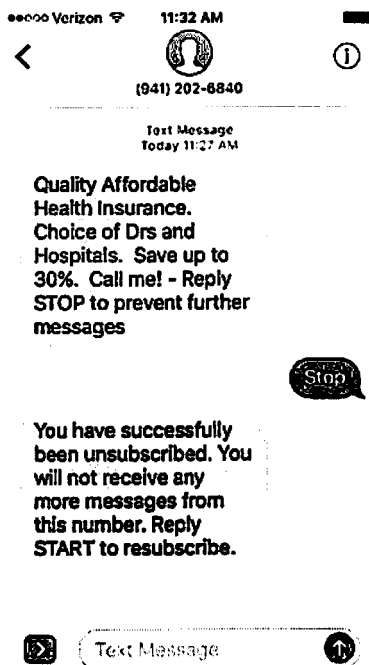 Verizon 11:32 AM
(941) 202-6840
Text Message
Today 11:27 AM
Quality Affordable
Health Insurance.
Choice of Drs and
Hospitals. Save up to
30%. Call me! - Reply
STOP to prevent further
messages
Stop
You have successfully
been unsubscribed. You
will not receive any
more messages from
this number. Reply
START to resubscribe.
Text Message